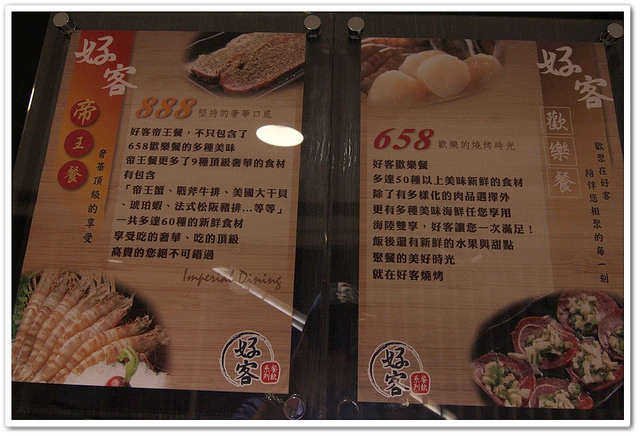 好客
帝王餐
奢華頂級的享受
888 堅持的奢華口感
好客帝王餐，不只包含了
658歡樂餐的多種美味
帝王餐更多了9種頂級奢華的食材
有包含
「帝王蟹、戰斧牛排、美國大干貝
、琥珀蝦、法式松阪豬排...等等」
一共多達60種的新鮮食材
享受吃的奢華、吃的頂級
高貴的您絕不可錯過
Imperial Dining
好客
餐飲系列
好客
歡樂餐
歡聚在好客
陪伴您相聚的每一刻
658 歡樂的燒烤時光
好客歡樂餐
多達50種以上美味新鮮的食材
除了有多樣化的肉品選擇外
更有多種美味海鮮任您享用
海陸雙享，好客讓您一次滿足！
飯後還有新鮮的水果與甜點
聚餐的美好時光
就在好客燒烤
好客
餐飲系列